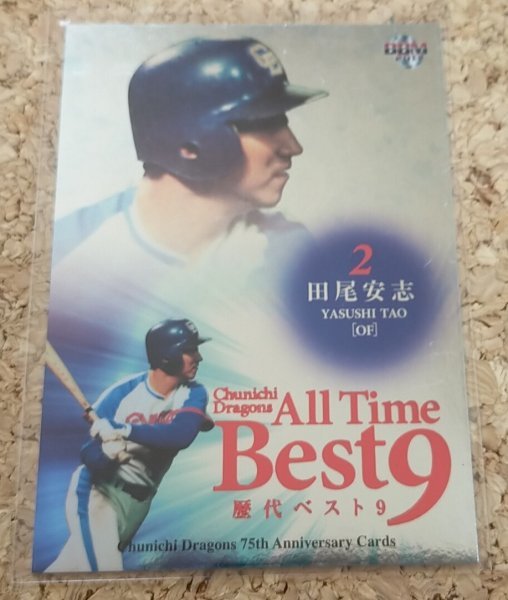 BBM
2011
2
田尾安志
YASUSHI TAO
[OF]
Chunichi
Dragons
All Time
Best9
歴代ベスト9
Chunichi Dragons 75th Anniversary Cards